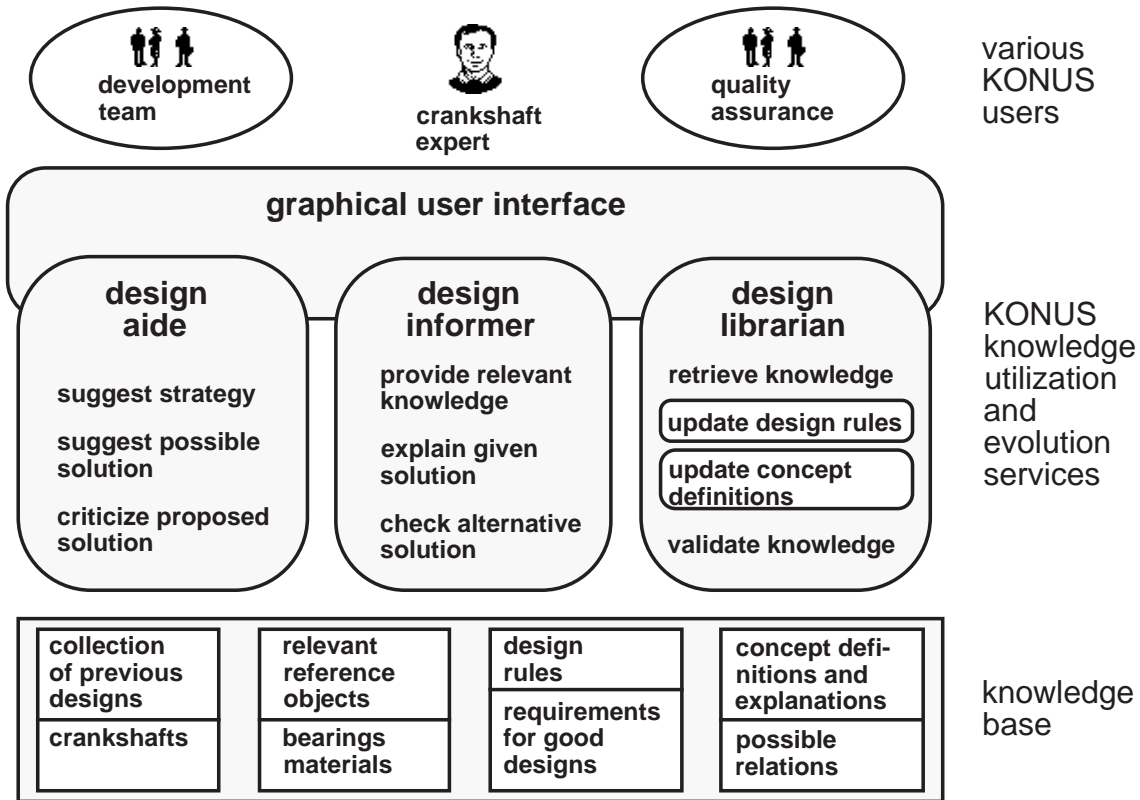 development
team
crankshaft
expert
quality
assurance
various
KONUS
users
graphical user interface
design
aide
suggest strategy
suggest possible
solution
criticize proposed
solution
design
informer
provide relevant
knowledge
explain given
solution
check alternative
solution
design
librarian
retrieve knowledge
update design rules
update concept
definitions
validate knowledge
KONUS
knowledge
utilization
and
evolution
services
collection
of previous
designs
crankshafts
relevant
reference
objects
bearings
materials
design
rules
requirements
for good
designs
concept defi-
nitions and
explanations
possible
relations
knowledge
base